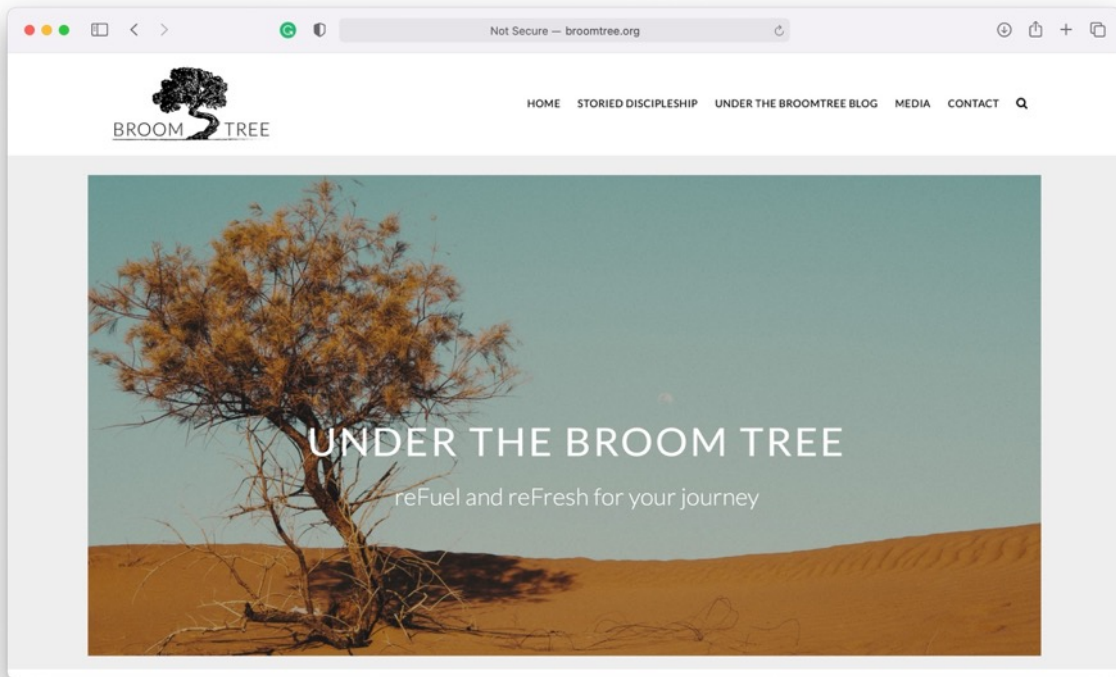 Not Secure — broomtree.org
BROOM TREE
HOME STORIED DISCIPLESHIP UNDER THE BROOMTREE BLOG MEDIA CONTACT
UNDER THE BROOM TREE
reFuel and reFresh for your journey